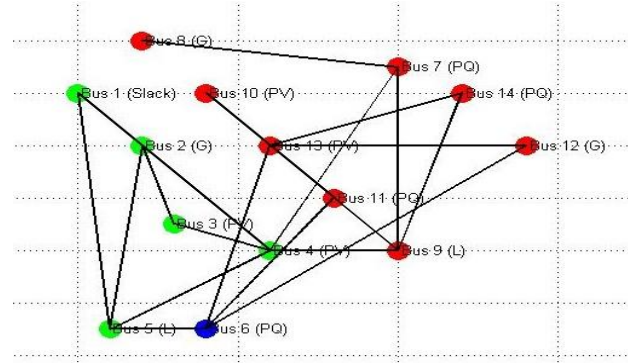 Bus 8 (G)
Bus 7 (PQ)
Bus 1 (Slack)
Bus 10 (PV)
Bus 14 (PQ)
Bus 2 (G)
Bus 13 (PV)
Bus 12 (G)
Bus 11 (PQ)
Bus 3 (PV)
Bus 4 (PV)
Bus 9 (L)
Bus 5 (L)
Bus 6 (PQ)